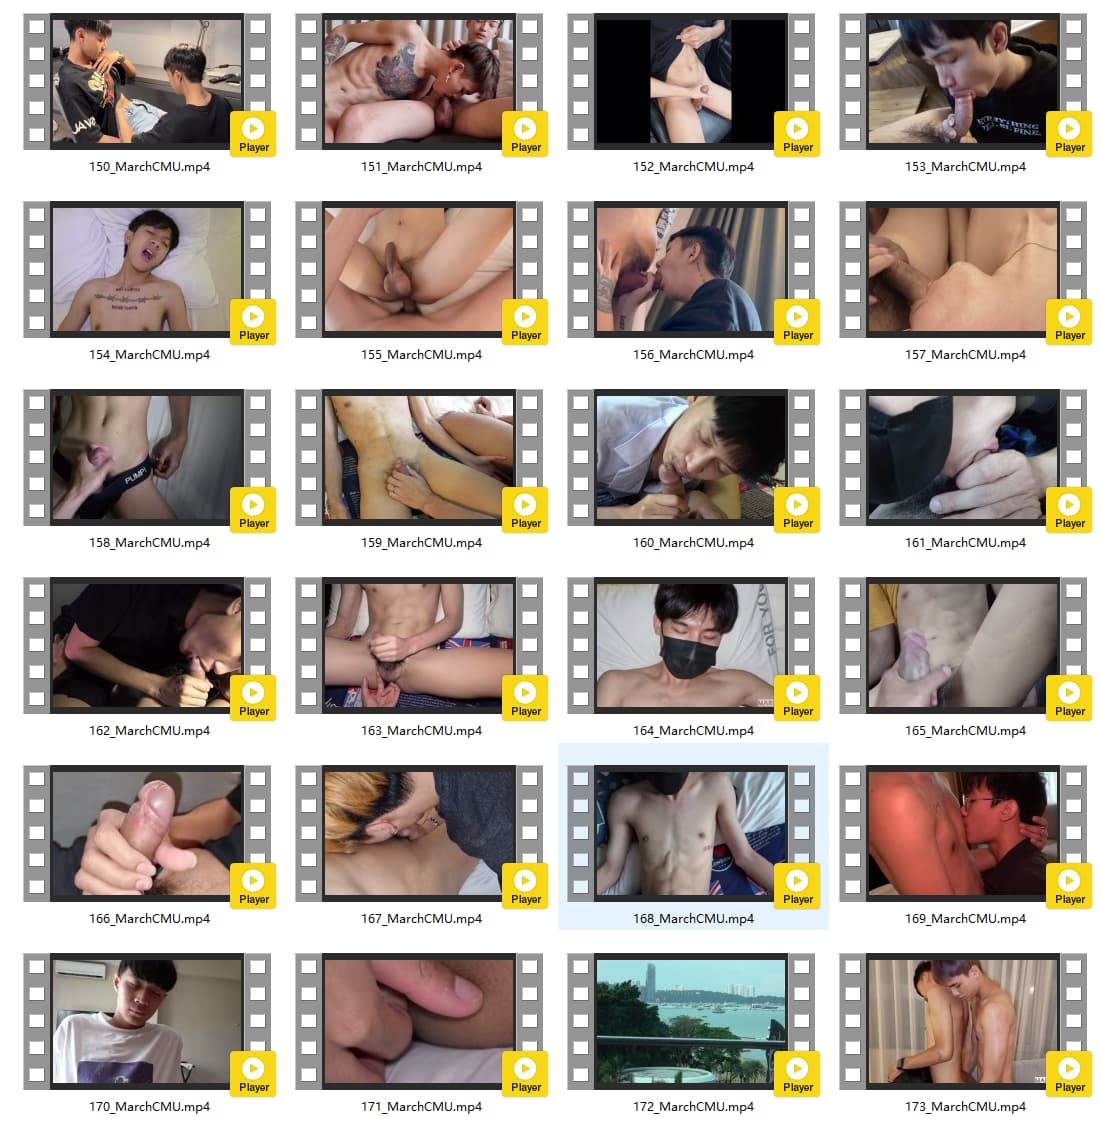 Player
Player
Player
Player
150_MarchCMU.mp4
151_MarchCMU.mp4
152_MarchCMU.mp4
153_MarchCMU.mp4
Player
Player
Player
Player
154_MarchCMU.mp4
155_MarchCMU.mp4
156_MarchCMU.mp4
157_MarchCMU.mp4
PUMP!
Player
Player
Player
Player
158_MarchCMU.mp4
159_MarchCMU.mp4
160_MarchCMU.mp4
161_MarchCMU.mp4
FOR YOU
Player
Player
Player
Player
162_MarchCMU.mp4
163_MarchCMU.mp4
164_MarchCMU.mp4
165_MarchCMU.mp4
Player
Player
Player
Player
166_MarchCMU.mp4
167_MarchCMU.mp4
168_MarchCMU.mp4
169_MarchCMU.mp4
Player
Player
Player
Player
170_MarchCMU.mp4
171_MarchCMU.mp4
172_MarchCMU.mp4
173_MarchCMU.mp4